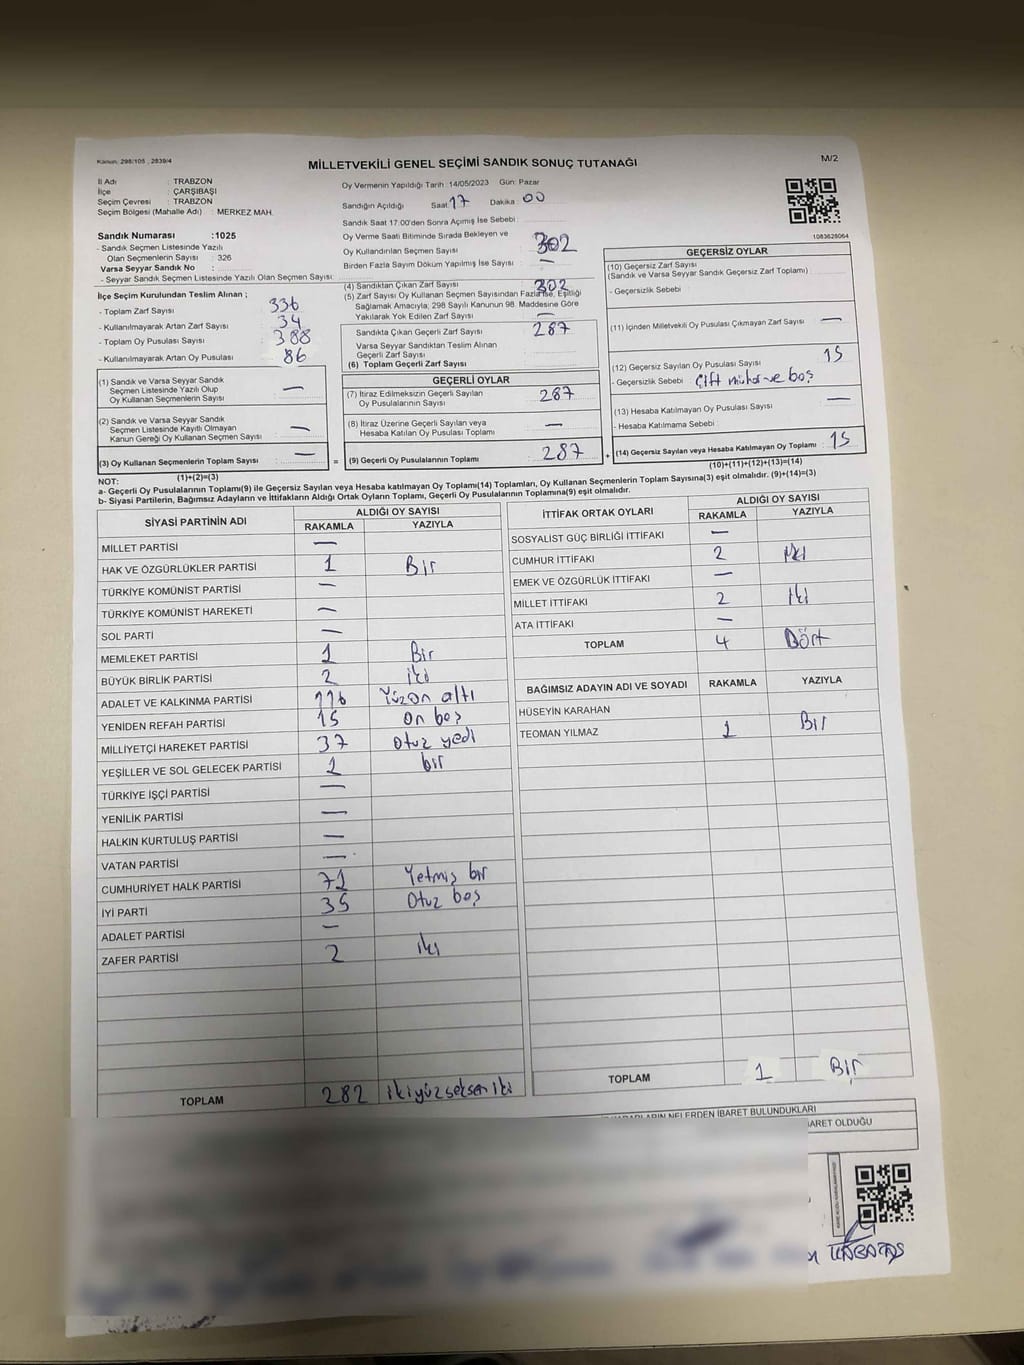 Kanun: 298/105 , 2839/4
MİLLETVEKİLİ GENEL SEÇİMİ SANDIK SONUÇ TUTANAĞI
M/2
İl Adı : TRABZON
İlçe : ÇARŞIBAŞI
Seçim Çevresi : TRABZON
Seçim Bölgesi (Mahalle Adı) : MERKEZ MAH.
Sandık Numarası :1025
- Sandık Seçmen Listesinde Yazılı
Olan Seçmenlerin Sayısı : 326
Varsa Seyyar Sandık No :
- Seyyar Sandık Seçmen Listesinde Yazılı Olan Seçmen Sayısı:
Oy Vermenin Yapıldığı Tarih :14/05/2023 Gün: Pazar
Sandığın Açıldığı Saat 17 Dakika 00
Sandık Saat 17.00'den Sonra Açımış İse Sebebi:
Oy Verme Saati Bitiminde Sırada Bekleyen ve
Oy Kullandırılan Seçmen Sayısı 302
Birden Fazla Sayım Döküm Yapılmış İse Sayısı —
1083628064
İlçe Seçim Kurulundan Teslim Alınan ;
- Toplam Zarf Sayısı 336
- Kullanılmayarak Artan Zarf Sayısı 34
- Toplam Oy Pusulası Sayısı 388
- Kullanılmayarak Artan Oy Pusulası 86
(1) Sandık ve Varsa Seyyar Sandık
Seçmen Listesinde Yazılı Olup
Oy Kullanan Seçmenlerin Sayısı —
(2) Sandık ve Varsa Seyyar Sandık
Seçmen Listesinde Kayıtlı Olmayan
Kanun Gereği Oy Kullanan Seçmen Sayısı —
(3) Oy Kullanan Seçmenlerin Toplam Sayısı —
(1)+(2)=(3)
(4) Sandıktan Çıkan Zarf Sayısı 302
(5) Zarf Sayısı Oy Kullanan Seçmen Sayısından Fazla İse, Eşitliği
Sağlamak Amacıyla; 298 Sayılı Kanunun 98. Maddesine Göre
Yakılarak Yok Edilen Zarf Sayısı —
Sandıkta Çıkan Geçerli Zarf Sayısı 287
Varsa Seyyar Sandıktan Teslim Alınan
Geçerli Zarf Sayısı
(6) Toplam Geçerli Zarf Sayısı
GEÇERLİ OYLAR
(7) İtiraz Edilmeksizin Geçerli Sayılan
Oy Pusulalarının Sayısı 287
(8) İtiraz Üzerine Geçerli Sayılan veya
Hesaba Katılan Oy Pusulası Toplamı —
= (9) Geçerli Oy Pusulalarının Toplamı 287 +
GEÇERSİZ OYLAR
(10) Geçersiz Zarf Sayısı
(Sandık ve Varsa Seyyar Sandık Geçersiz Zarf Toplamı)
- Geçersizlik Sebebi
(11) İçinden Milletvekili Oy Pusulası Çıkmayan Zarf Sayısı —
(12) Geçersiz Sayılan Oy Pusulası Sayısı 15
- Geçersizlik Sebebi Çift mühür ve boş
(13) Hesaba Katılmayan Oy Pusulası Sayısı —
- Hesaba Katılmama Sebebi
(14) Geçersiz Sayılan veya Hesaba Katılmayan Oy Toplamı 15
(10)+(11)+(12)+(13)=(14)
NOT:
a- Geçerli Oy Pusulalarının Toplamı(9) ile Geçersiz Sayılan veya Hesaba katılmayan Oy Toplamı(14) Toplamları, Oy Kullanan Seçmenlerin Toplam Sayısına(3) eşit olmalıdır. (9)+(14)=(3)
b- Siyasi Partilerin, Bağımsız Adayların ve İttifakların Aldığı Ortak Oyların Toplamı, Geçerli Oy Pusulalarının Toplamına(9) eşit olmalıdır.
SİYASİ PARTİNİN ADI ALDIĞI OY SAYISI
RAKAMLA YAZIYLA
MİLLET PARTİSİ —
HAK VE ÖZGÜRLÜKLER PARTİSİ 1 Bir
TÜRKİYE KOMÜNİST PARTİSİ —
TÜRKİYE KOMÜNİST HAREKETİ —
SOL PARTİ —
MEMLEKET PARTİSİ 1 Bir
BÜYÜK BİRLİK PARTİSİ 2 iki
ADALET VE KALKINMA PARTİSİ 116 Yüzon altı
YENİDEN REFAH PARTİSİ 15 on beş
MİLLİYETÇİ HAREKET PARTİSİ 37 otuz yedi
YEŞİLLER VE SOL GELECEK PARTİSİ 1 bir
TÜRKİYE İŞÇİ PARTİSİ —
YENİLİK PARTİSİ —
HALKIN KURTULUŞ PARTİSİ —
VATAN PARTİSİ —
CUMHURİYET HALK PARTİSİ 71 Yetmiş bir
İYİ PARTİ 35 Otuz beş
ADALET PARTİSİ —
ZAFER PARTİSİ 2 iki
TOPLAM 282 ikiyüzseksen iki
İTTİFAK ORTAK OYLARI ALDIĞI OY SAYISI
RAKAMLA YAZIYLA
SOSYALİST GÜÇ BİRLİĞİ İTTİFAKI —
CUMHUR İTTİFAKI 2 iki
EMEK VE ÖZGÜRLÜK İTTİFAKI —
MİLLET İTTİFAKI 2 iki
ATA İTTİFAKI —
TOPLAM 4 Dört
BAĞIMSIZ ADAYIN ADI VE SOYADI RAKAMLA YAZIYLA
HÜSEYİN KARAHAN
TEOMAN YILMAZ 1 Bir
TOPLAM 1 Bir
NELERDEN İBARET BULUNDUKLARI
OLDUĞU